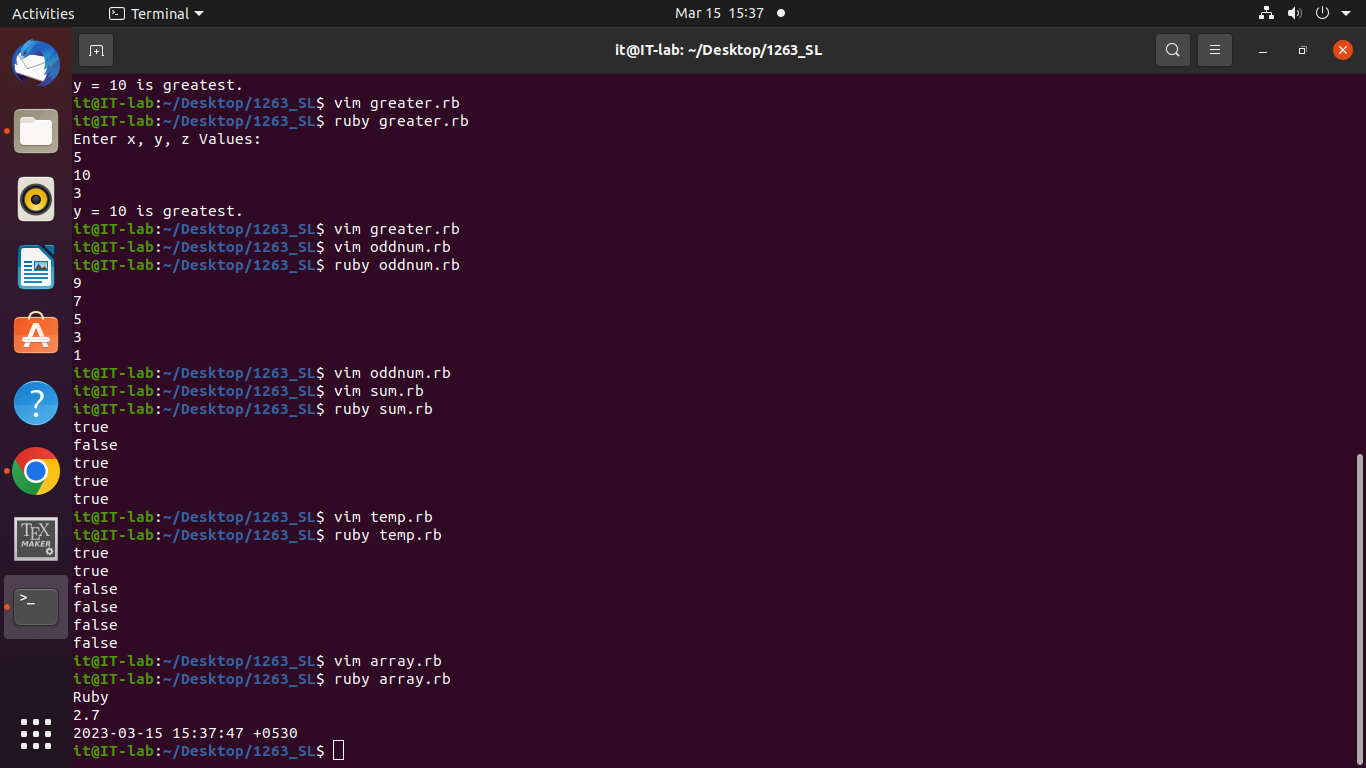 Activities Terminal Mar 15 15:37
it@IT-lab: ~/Desktop/1263_SL
y = 10 is greatest.
it@IT-lab:~/Desktop/1263_SL$ vim greater.rb
it@IT-lab:~/Desktop/1263_SL$ ruby greater.rb
Enter x, y, z Values:
5
10
3
y = 10 is greatest.
it@IT-lab:~/Desktop/1263_SL$ vim greater.rb
it@IT-lab:~/Desktop/1263_SL$ vim oddnum.rb
it@IT-lab:~/Desktop/1263_SL$ ruby oddnum.rb
9
7
5
3
1
it@IT-lab:~/Desktop/1263_SL$ vim oddnum.rb
it@IT-lab:~/Desktop/1263_SL$ vim sum.rb
it@IT-lab:~/Desktop/1263_SL$ ruby sum.rb
true
false
true
true
true
it@IT-lab:~/Desktop/1263_SL$ vim temp.rb
it@IT-lab:~/Desktop/1263_SL$ ruby temp.rb
true
true
false
false
false
false
it@IT-lab:~/Desktop/1263_SL$ vim array.rb
it@IT-lab:~/Desktop/1263_SL$ ruby array.rb
Ruby
2.7
2023-03-15 15:37:47 +0530
it@IT-lab:~/Desktop/1263_SL$
?
TEX
MAKER
>_